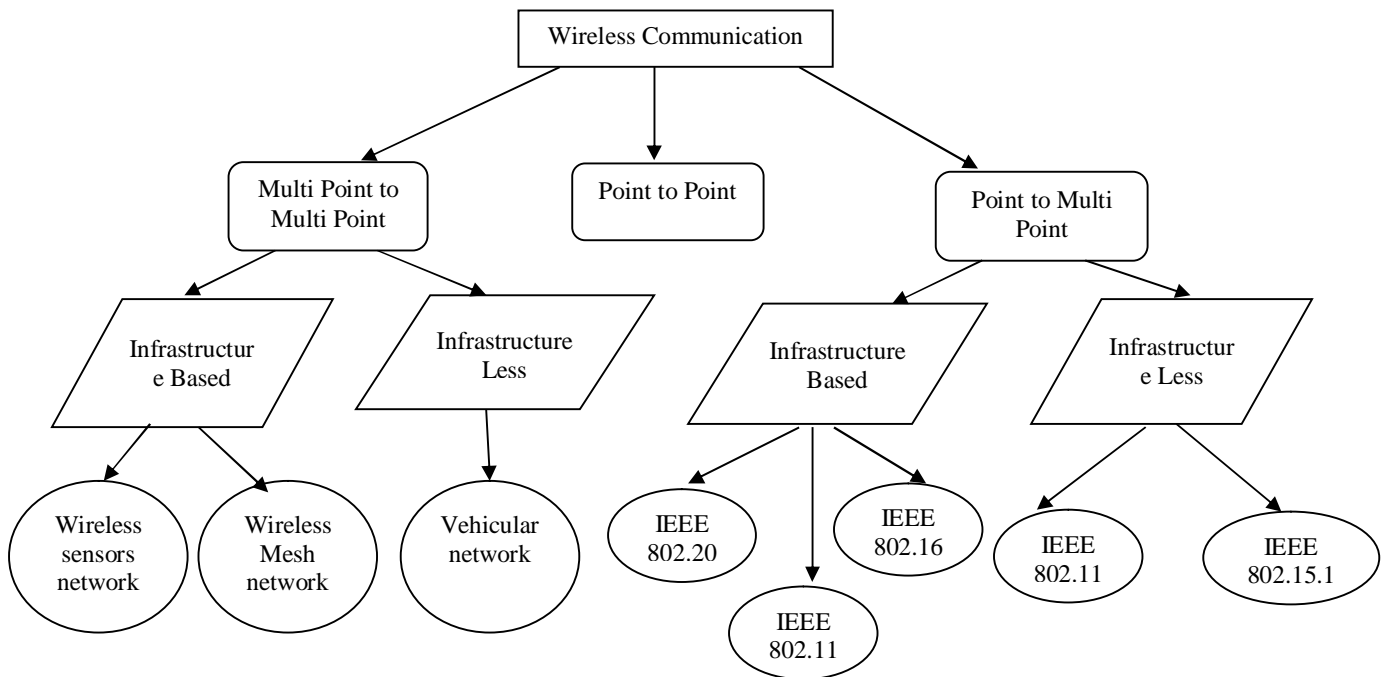 Wireless Communication
Multi Point to
Multi Point
Point to Point
Point to Multi
Point
Infrastructur
e Based
Infrastructure
Less
Infrastructure
Based
Infrastructur
e Less
Wireless
sensors
network
Wireless
Mesh
network
Vehicular
network
IEEE
802.20
IEEE
802.11
IEEE
802.16
IEEE
802.11
IEEE
802.15.1